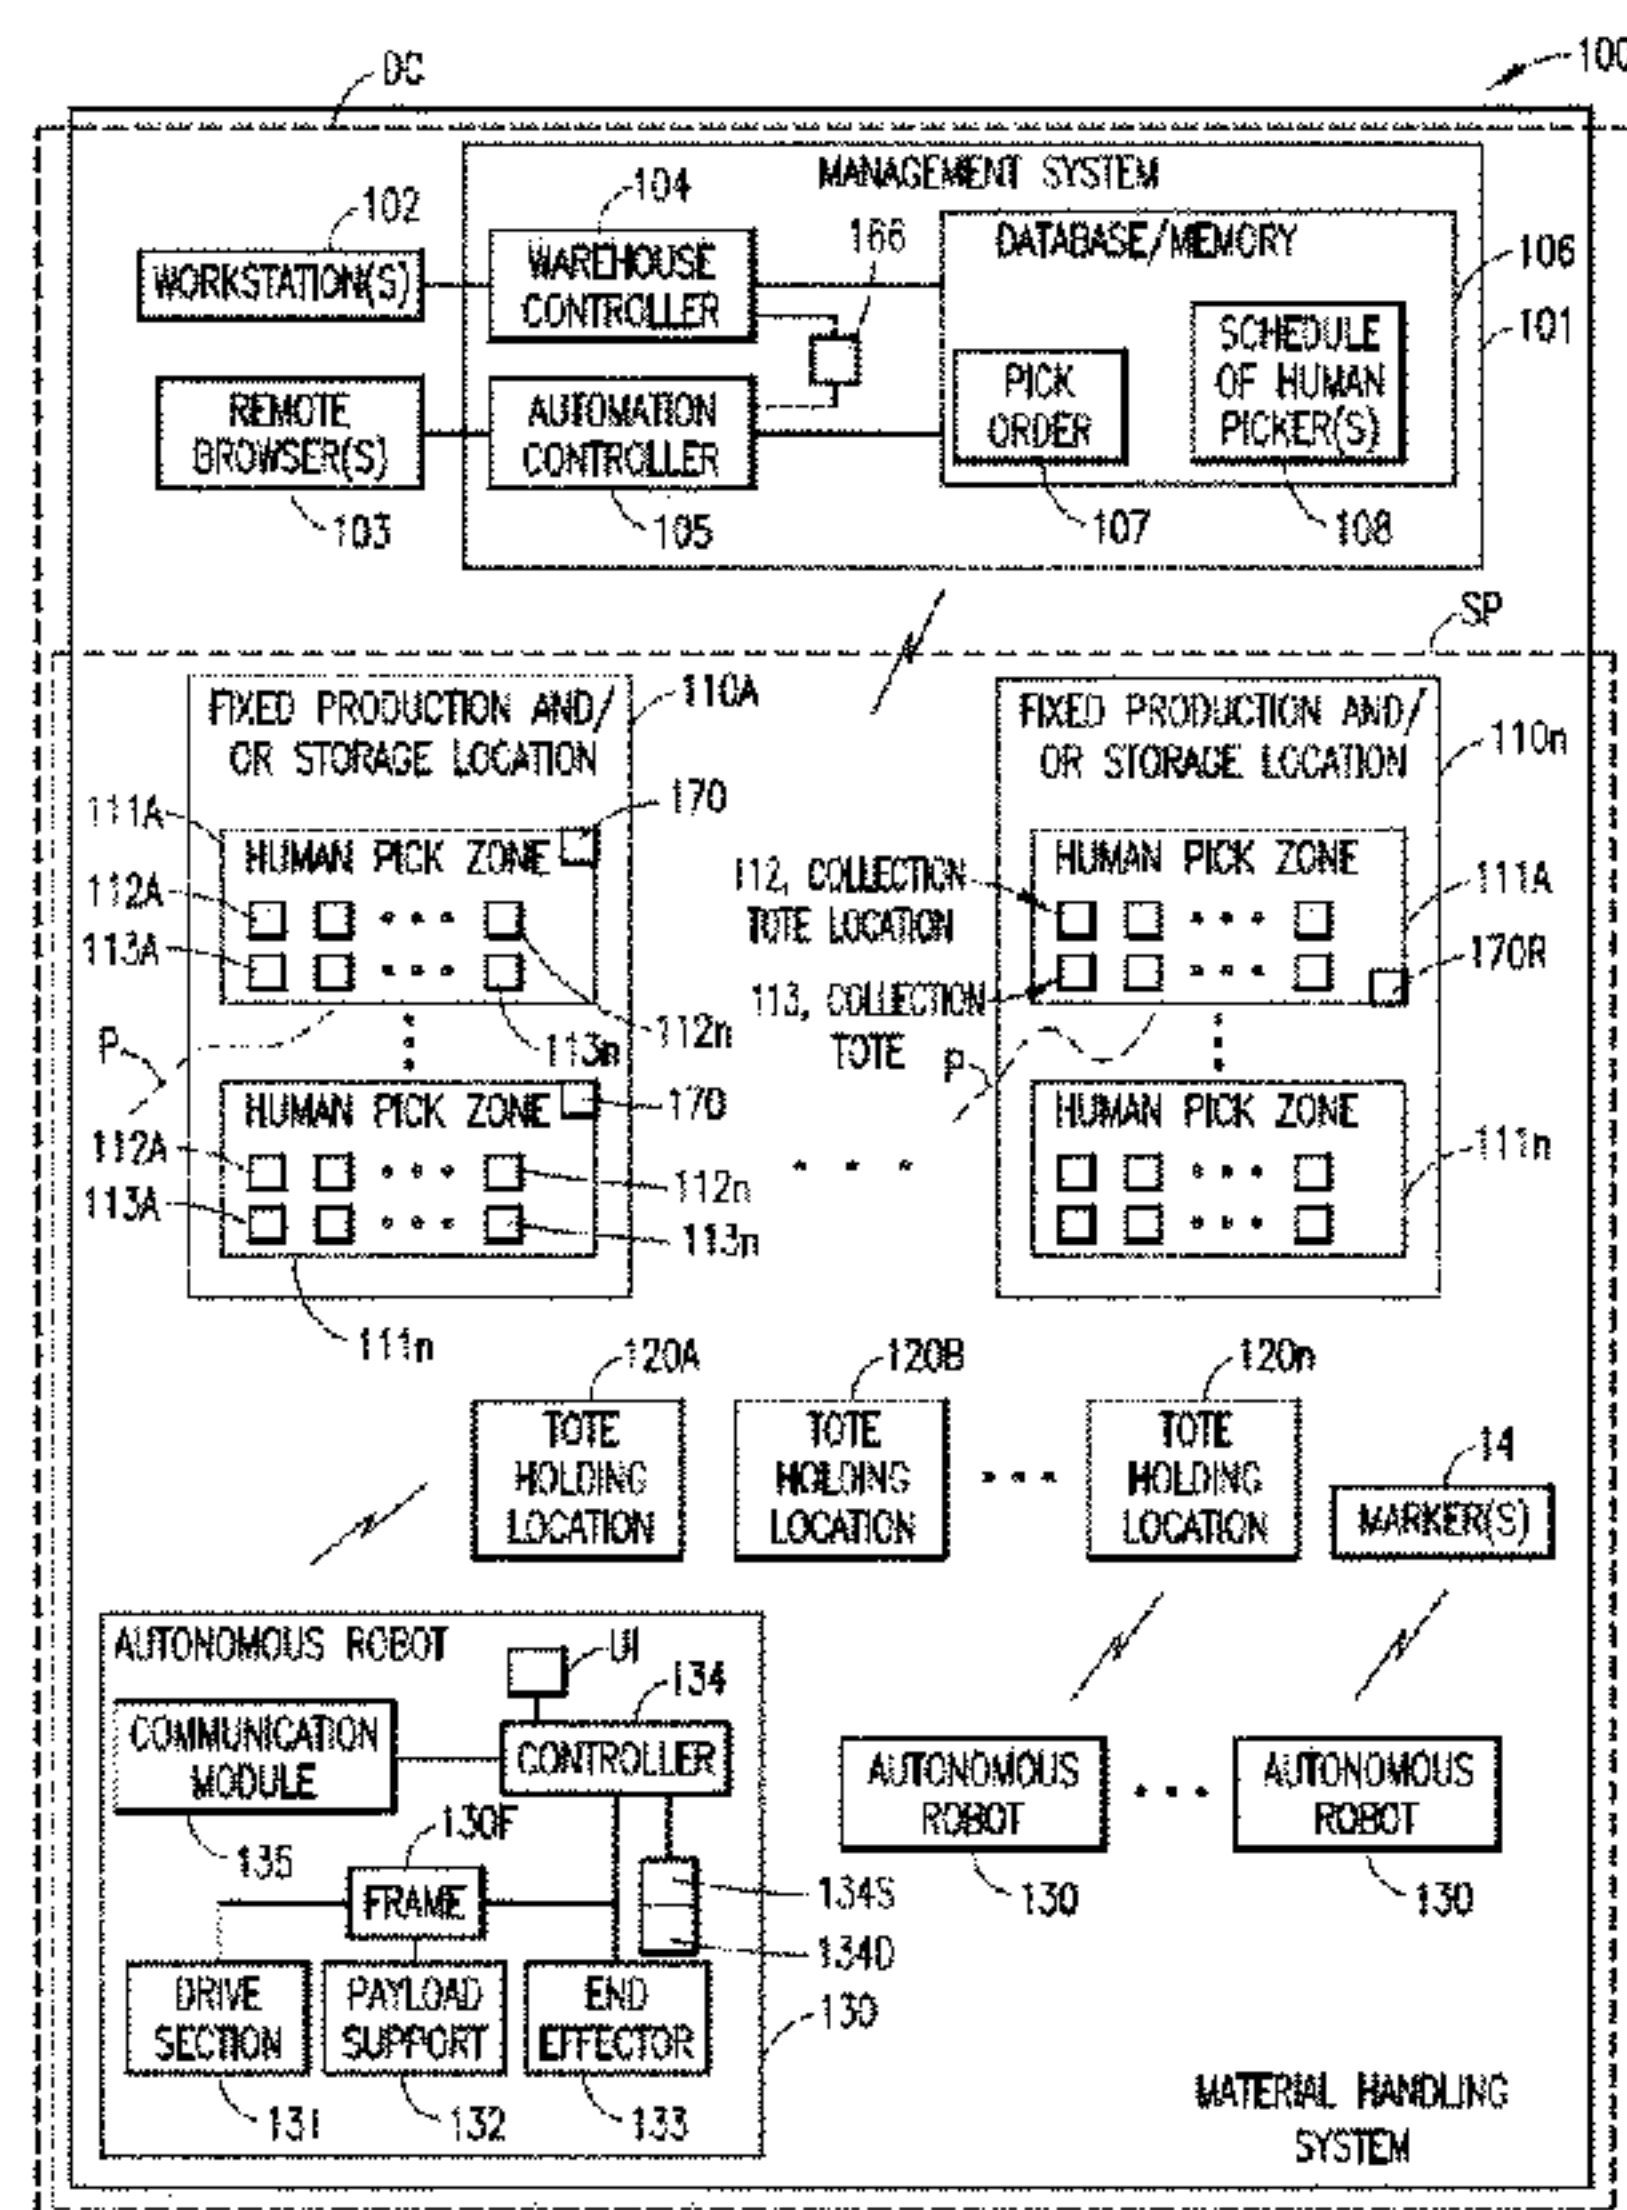 DC
100
MANAGEMENT SYSTEM
104
102
166
DATABASE/MEMORY
106
WORKSTATION(S)
WAREHOUSE
CONTROLLER
SCHEDULE
OF HUMAN
PICKER(S)
101
REMOTE
BROWSER(S)
AUTOMATION
CONTROLLER
PICK
ORDER
103
105
107
108
SP
FIXED PRODUCTION AND/
OR STORAGE LOCATION
110A
FIXED PRODUCTION AND/
OR STORAGE LOCATION
110n
111A
170
HUMAN PICK ZONE
112A
113A
112, COLLECTION
TOTE LOCATION
HUMAN PICK ZONE
111A
170R
113, COLLECTION
TOTE
P
113n
112n
P
HUMAN PICK ZONE
170
HUMAN PICK ZONE
112A
113A
112n
113n
111n
111n
120A
120B
120n
TOTE
HOLDING
LOCATION
TOTE
HOLDING
LOCATION
TOTE
HOLDING
LOCATION
14
MARKER(S)
AUTONOMOUS ROBOT
UI
134
COMMUNICATION
MODULE
CONTROLLER
AUTONOMOUS
ROBOT
AUTONOMOUS
ROBOT
135
130F
FRAME
134S
134D
130
130
DRIVE
SECTION
PAYLOAD
SUPPORT
END
EFFECTOR
130
131
132
133
MATERIAL HANDLING
SYSTEM